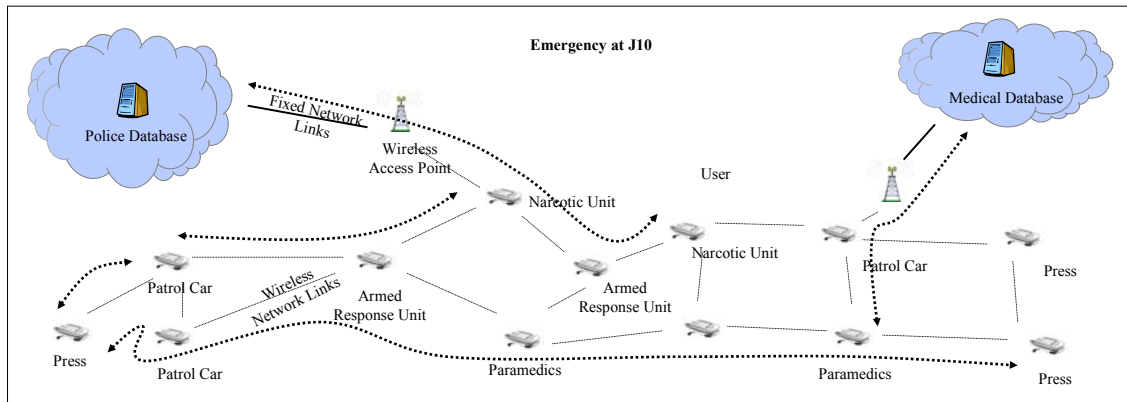 Emergency at J10
Police Database
Fixed Network
Links
Wireless
Access Point
Medical Database
User
Narcotic Unit
Narcotic Unit
Patrol Car
Press
Patrol Car
Wireless
Network Links
Armed
Response Unit
Armed
Response Unit
Press
Patrol Car
Paramedics
Paramedics
Press